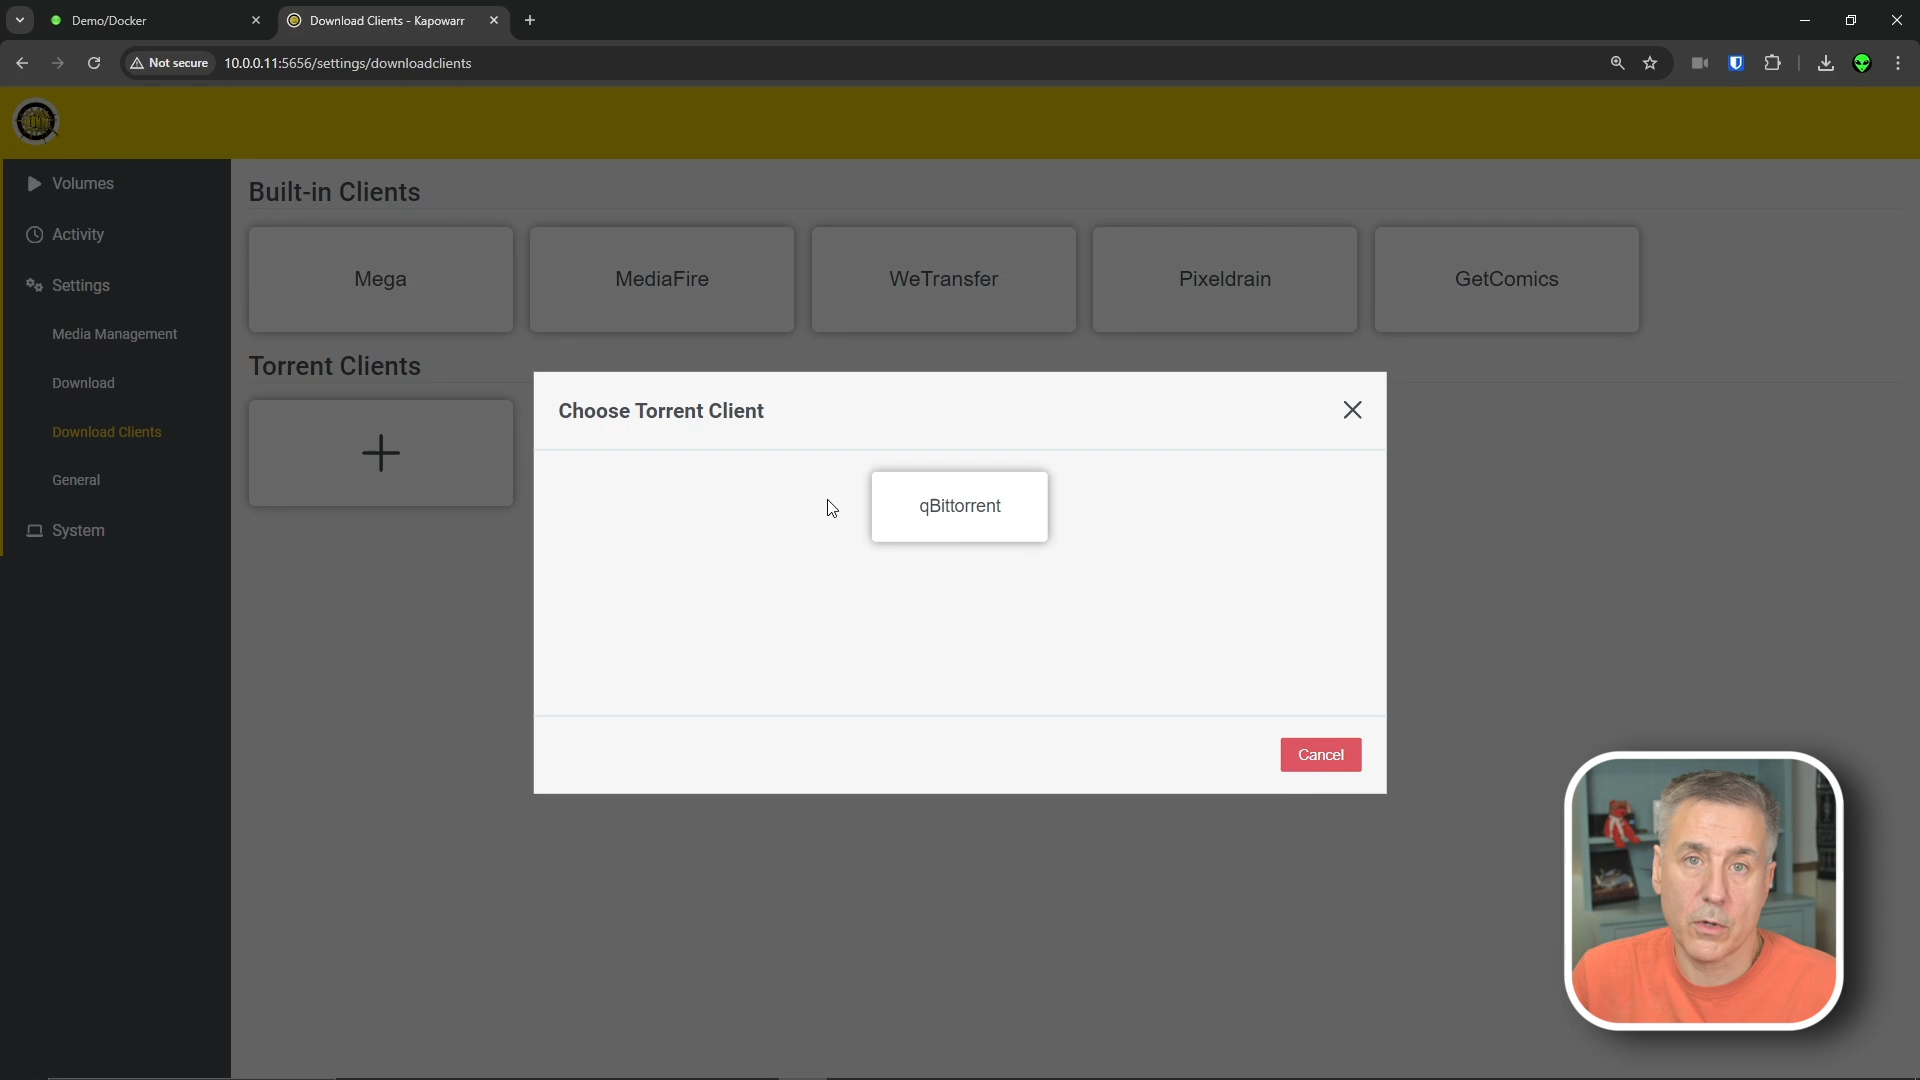 Demo/Docker
Download Clients - Kapowarr
Not secure
10.0.0.11:5656/settings/downloadclients
Volumes
Activity
Settings
Media Management
Download
Download Clients
General
System
Built-in Clients
Mega
MediaFire
WeTransfer
Pixeldrain
GetComics
Torrent Clients
Choose Torrent Client
qBittorrent
Cancel